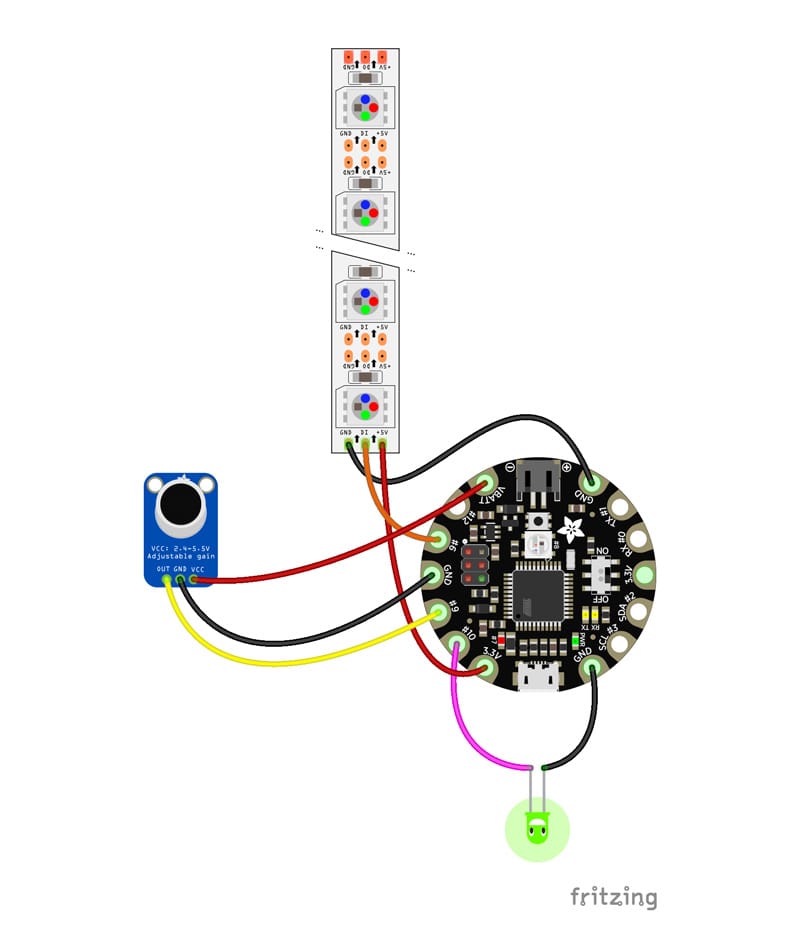 GND DO +5V
GND DI +5V
GND DO +5V
GND DI +5V
GND DO +5V
GND DI +5V
VCC: 2.4-5.5V
Adjustable gain
OUT GND VCC
VBATT
GND
#12
TX #1
#6
RX #0
#8
ON
GND
3.3V
OFF
#9
SDA #2
#10
TX RX
SCL #3
#7
PWR
3.3V
GND
fritzing